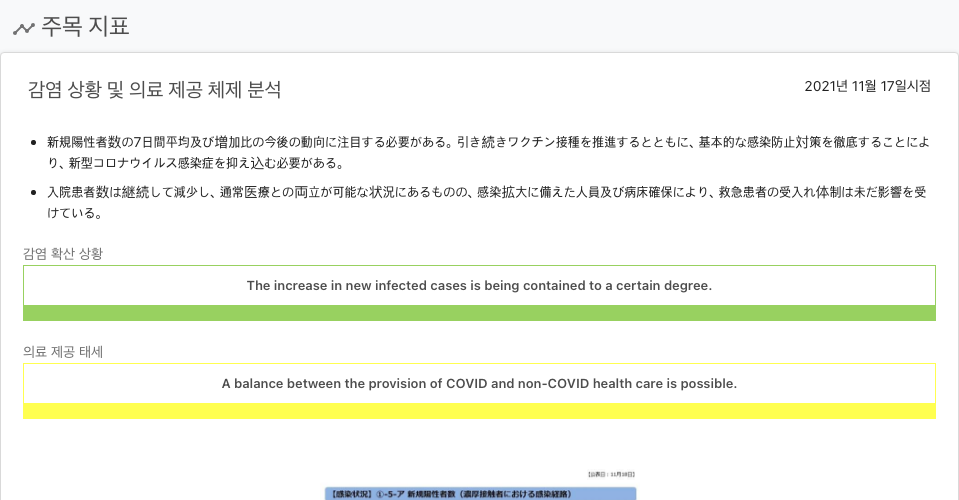 주목 지표
감염 상황 및 의료 제공 체제 분석
2021년 11월 17일시점
新規陽性者数の7日間平均及び増加比の今後の動向に注目する必要がある。引き続きワクチン接種を推進するとともに、基本的な感染防止対策を徹底することによ
り、新型コロナウイルス感染症を抑え込む必要がある。
入院患者数は継続して減少し、通常医療との両立が可能な状況にあるものの、感染拡大に備えた人員及び病床確保により、救急患者の受入れ体制は未だ影響を受
けている。
감염 확산 상황
The increase in new infected cases is being contained to a certain degree.
의료 제공 태세
A balance between the provision of COVID and non-COVID health care is possible.
【公表日：11月18日】
【感染状況】①-5-ア 新規陽性者数（濃厚接触者における感染経路）